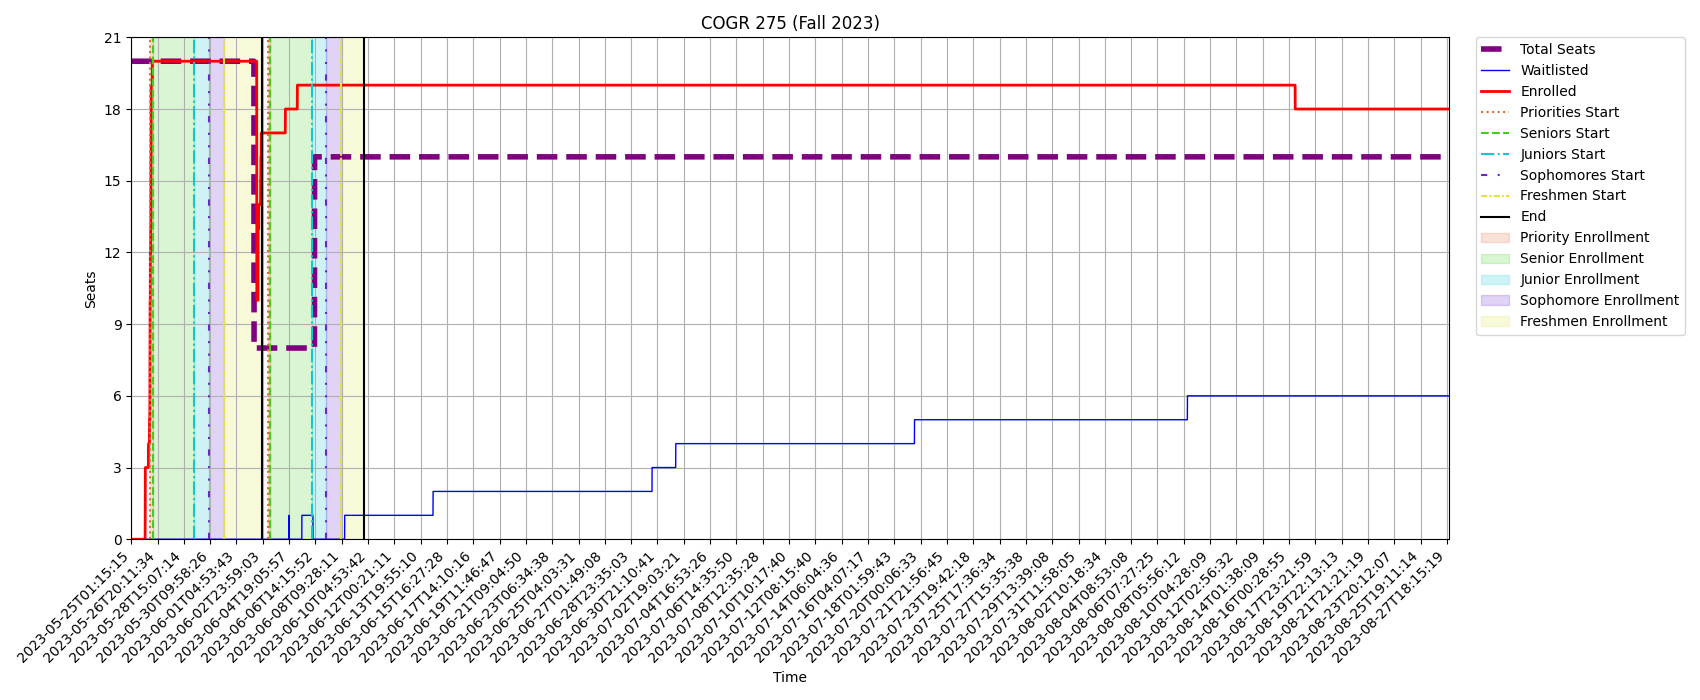 COGR 275 (Fall 2023)
21
18
15
12
9
6
3
0
Seats
2023-05-25T01:15:15
2023-05-26T20:11:34
2023-05-28T15:07:14
2023-05-30T09:58:26
2023-06-01T04:53:43
2023-06-02T23:59:03
2023-06-04T19:05:57
2023-06-06T14:15:52
2023-06-08T09:28:11
2023-06-10T04:53:42
2023-06-12T00:21:11
2023-06-13T19:55:10
2023-06-15T16:27:28
2023-06-17T14:10:16
2023-06-19T11:46:47
2023-06-21T09:04:50
2023-06-23T06:34:38
2023-06-25T04:03:31
2023-06-27T01:49:08
2023-06-28T23:35:03
2023-06-30T21:10:41
2023-07-02T19:03:21
2023-07-04T16:53:26
2023-07-06T14:35:50
2023-07-08T12:35:28
2023-07-10T10:17:40
2023-07-12T08:15:40
2023-07-14T06:04:36
2023-07-16T04:07:17
2023-07-18T01:59:43
2023-07-20T00:06:33
2023-07-21T21:56:45
2023-07-23T19:42:18
2023-07-25T17:36:34
2023-07-27T15:35:38
2023-07-29T13:39:08
2023-07-31T11:58:05
2023-08-02T10:18:34
2023-08-04T08:53:08
2023-08-06T07:27:25
2023-08-08T05:56:12
2023-08-10T04:28:09
2023-08-12T02:56:32
2023-08-14T01:38:09
2023-08-16T00:28:55
2023-08-17T23:21:59
2023-08-19T22:13:13
2023-08-21T21:21:19
2023-08-23T20:12:07
2023-08-25T19:11:14
2023-08-27T18:15:19
Time
Total Seats
Waitlisted
Enrolled
Priorities Start
Seniors Start
Juniors Start
Sophomores Start
Freshmen Start
End
Priority Enrollment
Senior Enrollment
Junior Enrollment
Sophomore Enrollment
Freshmen Enrollment